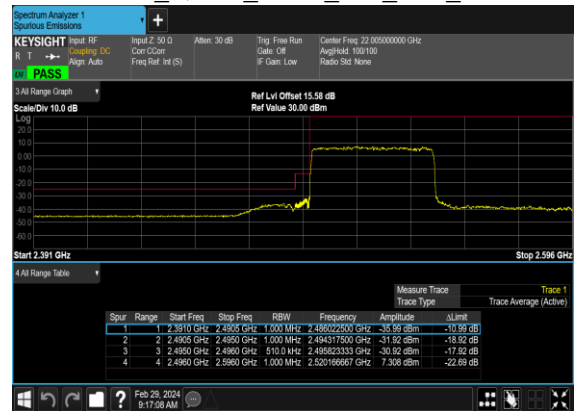 Spectrum Analyzer 1
Spurious Emissions
+
KEYSIGHT Input: RF Input Z: 50 Ω Atten: 30 dB Trig: Free Run Center Freq: 22.005000000 GHz
R T Coupling: DC Corr CCorr Gate: Off Avg|Hold: 100/100
Align: Auto Freq Ref: Int (S) IF Gain: Low Radio Std: None
PASS
3 All Range Graph
Ref Lvl Offset 15.58 dB
Scale/Div 10.0 dB Ref Value 30.00 dBm
Log
20.0
10.0
0.00
-10.0
-20.0
-30.0
-40.0
-50.0
-60.0
Start 2.391 GHz Stop 2.596 GHz
4 All Range Table
Measure Trace Trace 1
Trace Type Trace Average (Active)
Spur Range Start Freq Stop Freq RBW Frequency Amplitude ΔLimit
1 1 2.3910 GHz 2.4905 GHz 1.000 MHz 2.486022500 GHz -35.99 dBm -10.99 dB
2 2 2.4905 GHz 2.4950 GHz 1.000 MHz 2.494317500 GHz -31.92 dBm -18.92 dB
3 3 2.4950 GHz 2.4960 GHz 510.0 kHz 2.495823333 GHz -30.92 dBm -17.92 dB
4 4 2.4960 GHz 2.5960 GHz 1.000 MHz 2.520166667 GHz 7.308 dBm -22.69 dB
? Feb 29, 2024
9:17:08 AM